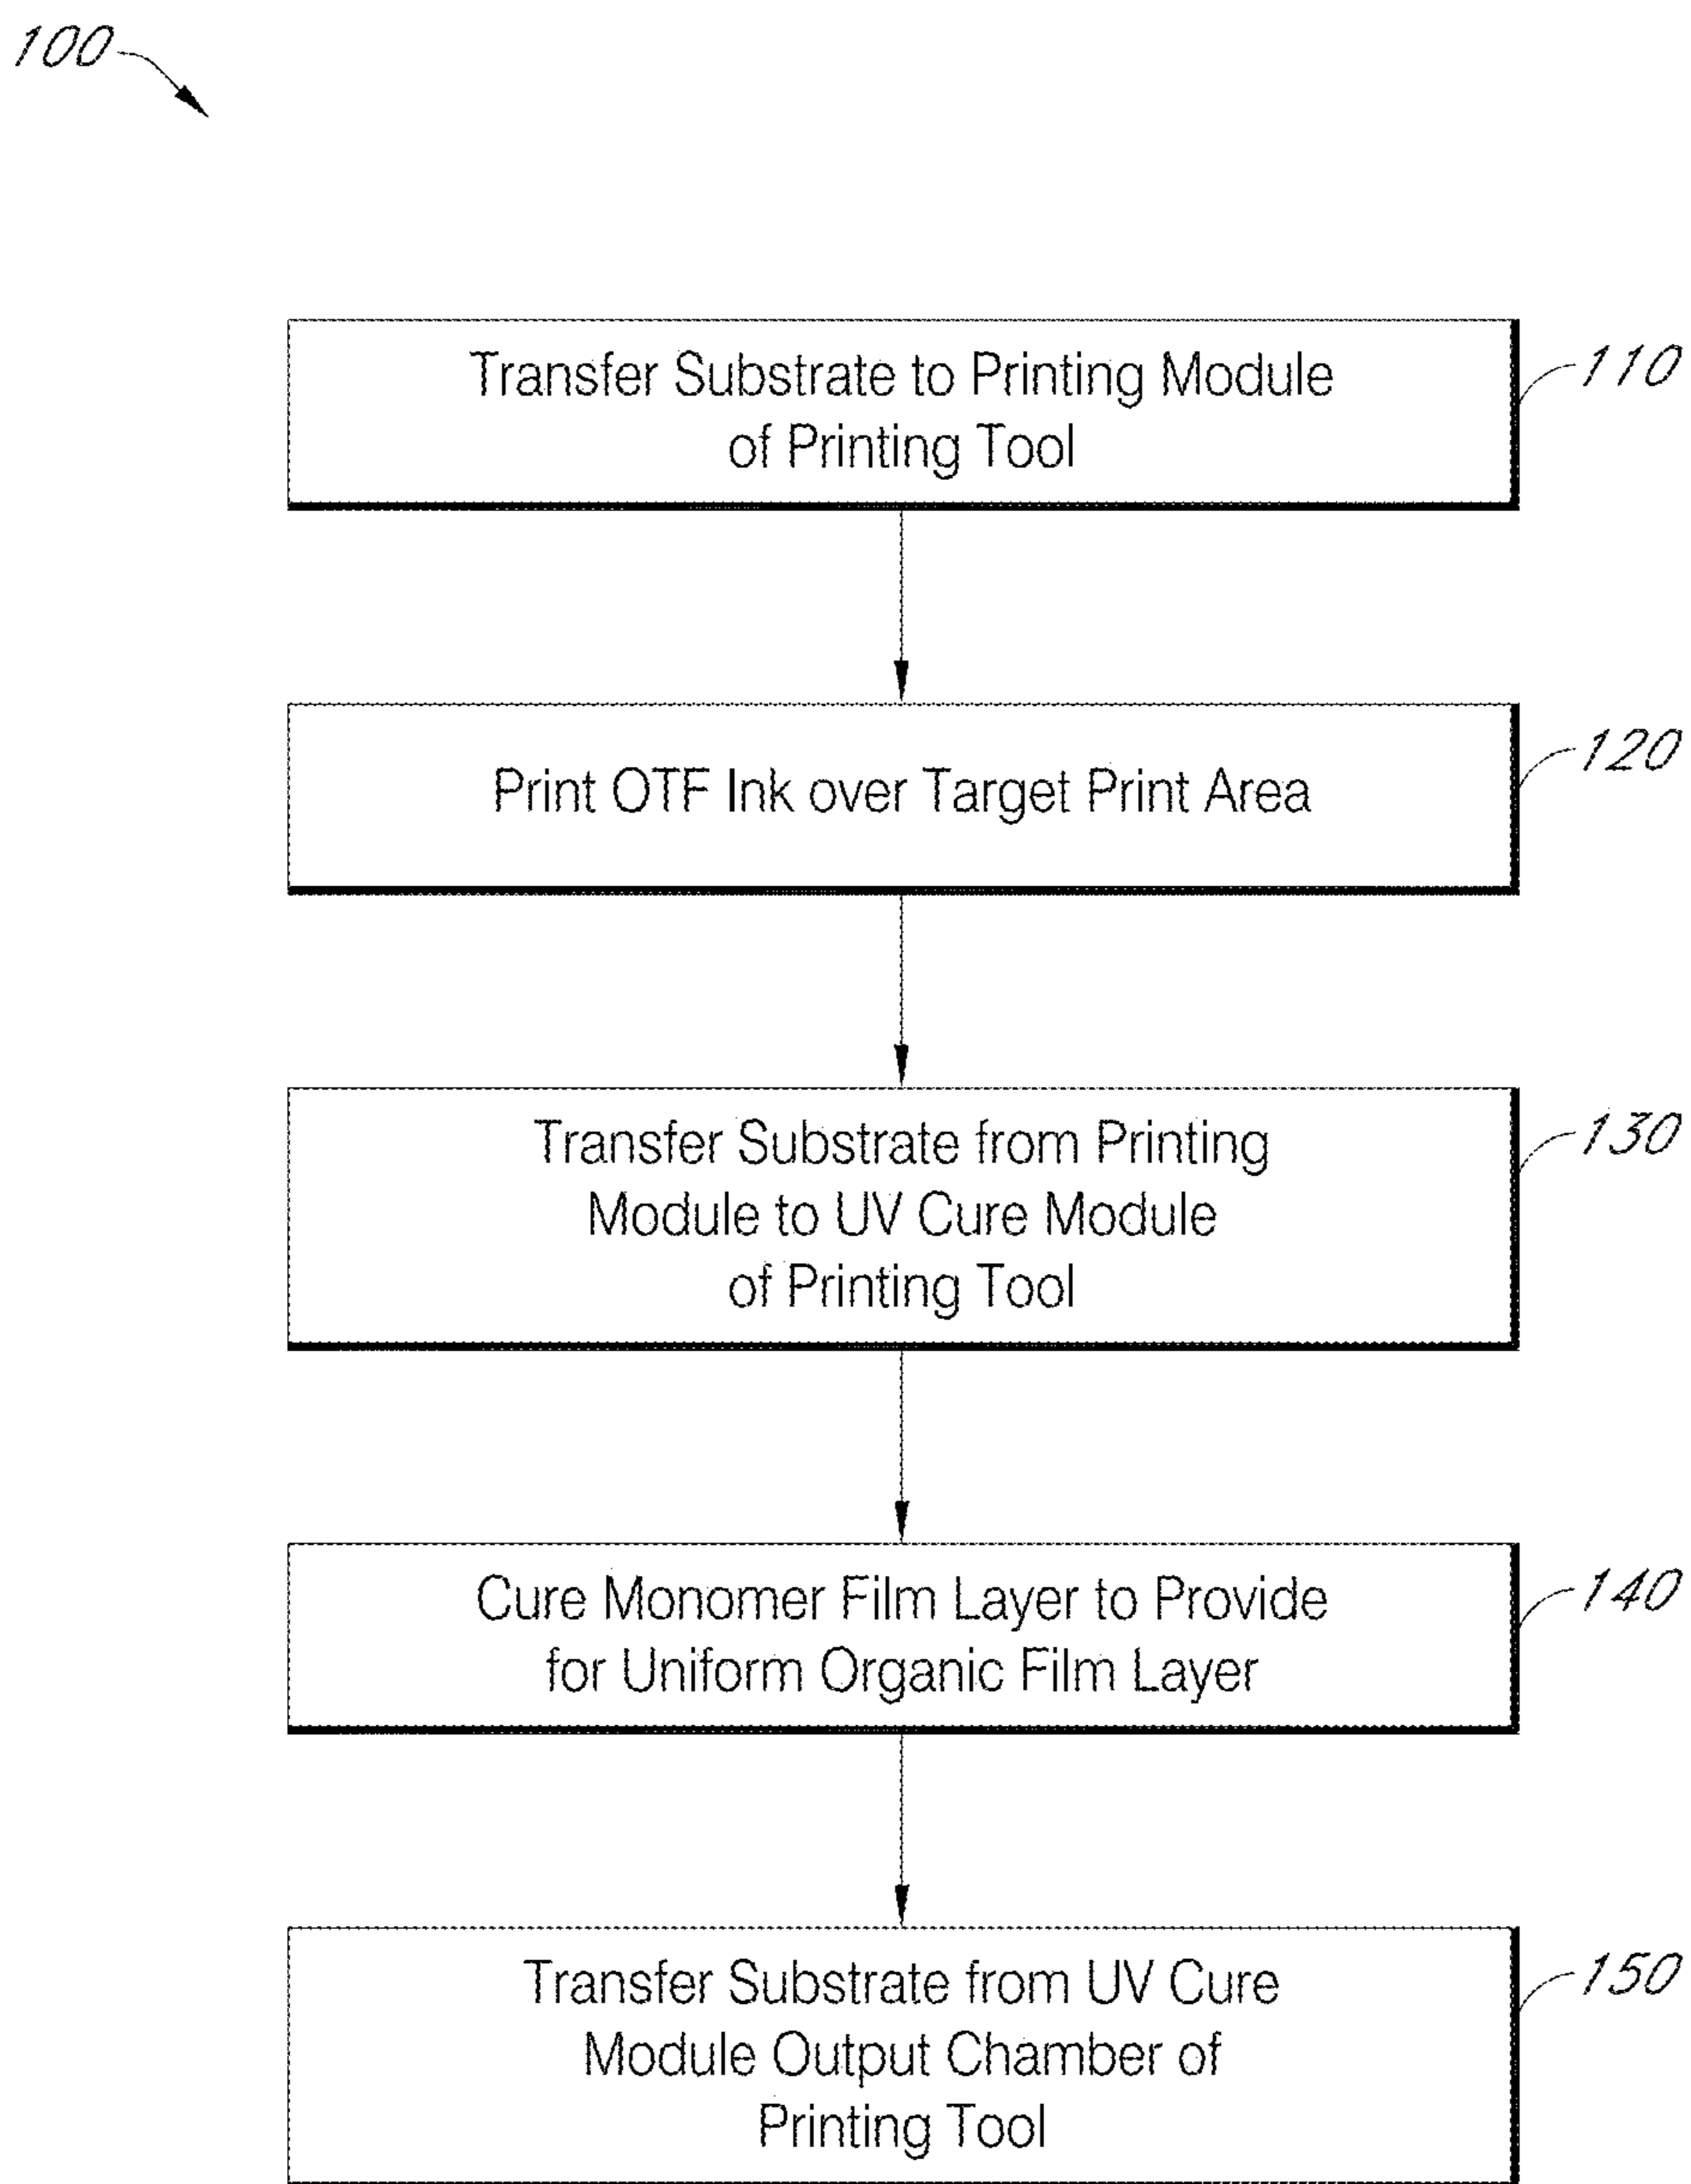 100
Transfer Substrate to Printing Module
of Printing Tool
110
Print OTF Ink over Target Print Area
120
Transfer Substrate from Printing
Module to UV Cure Module
of Printing Tool
130
Cure Monomer Film Layer to Provide
for Uniform Organic Film Layer
140
Transfer Substrate from UV Cure
Module Output Chamber of
Printing Tool
150